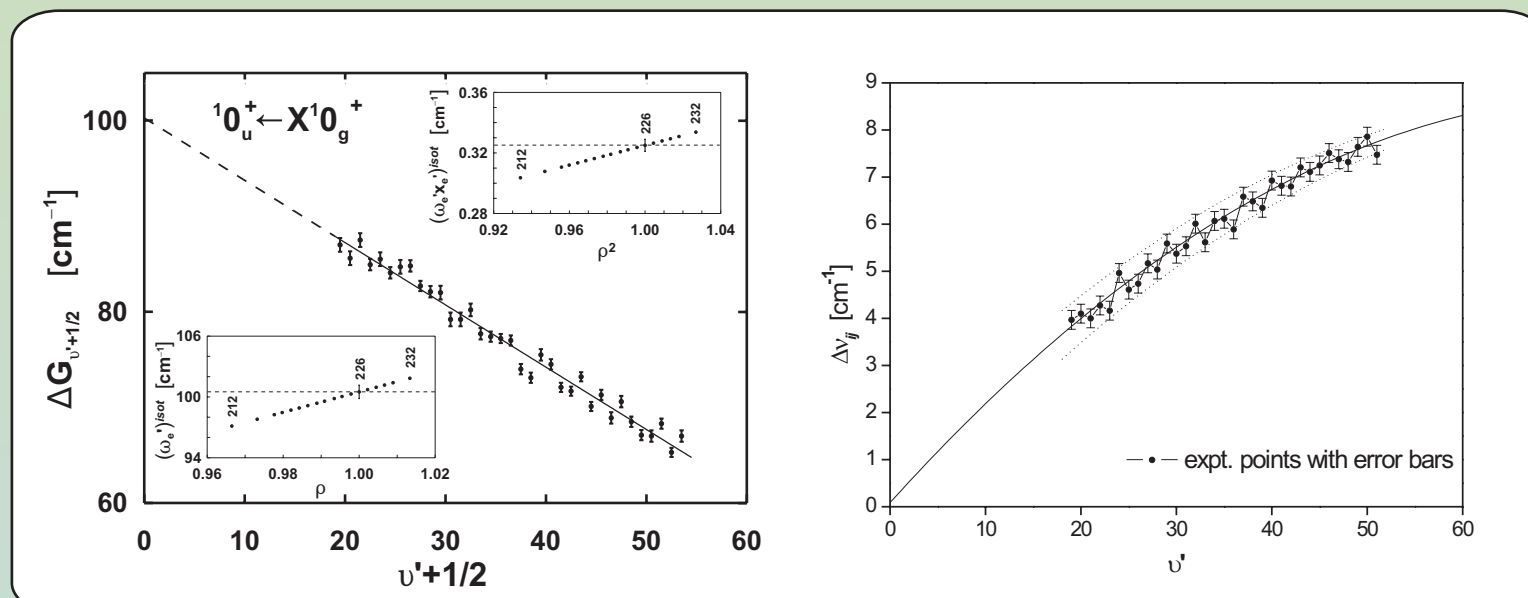 ¹0ᵤ⁺ ← X¹0g⁺
ΔG υ'+1/2 [cm⁻¹]
100
80
60
0 10 20 30 40 50 60
υ'+1/2
(ωₑ'xₑ')ⁱˢᵒᵗ [cm⁻¹]
0.36
0.32
0.28
212
226
232
0.92 0.96 1.00 1.04
ρ²
(ωₑ')ⁱˢᵒᵗ [cm⁻¹]
106
100
94
212
226
232
0.96 0.98 1.00 1.02
ρ
Δνᵢⱼ [cm⁻¹]
9
8
7
6
5
4
3
2
1
0
expt. points with error bars
0 10 20 30 40 50 60
υ'